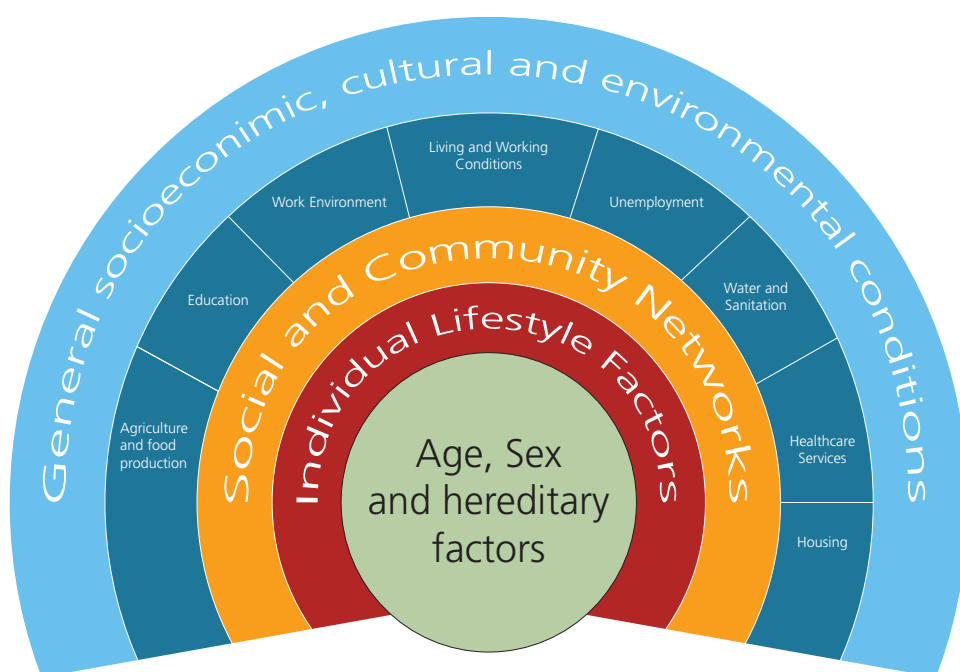 General socioeconimic, cultural and environmental conditions
Living and Working
Conditions
Work Environment
Unemployment
Education
Water and
Sanitation
Agriculture
and food
production
Healthcare
Services
Housing
Social and Community Networks
Individual Lifestyle Factors
Age, Sex
and hereditary
factors